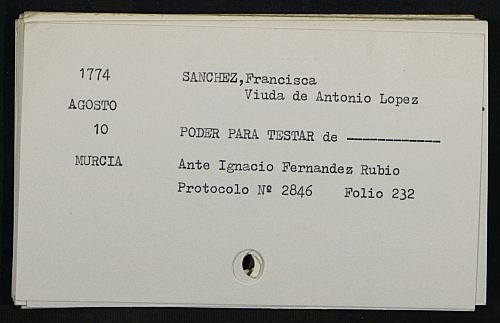 1774 SANCHEZ,Francisca
Viuda de Antonio Lopez
AGOSTO
10 PODER PARA TESTAR de ------------
MURCIA Ante Ignacio Fernandez Rubio
Protocolo Nº 2846 Folio 232